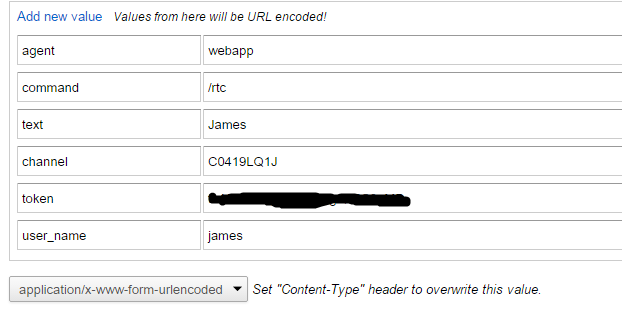 Add new value Values from here will be URL encoded!
agent webapp
command /rtc
text James
channel C0419LQ1J
token
user_name james
application/x-www-form-urlencoded Set "Content-Type" header to overwrite this value.